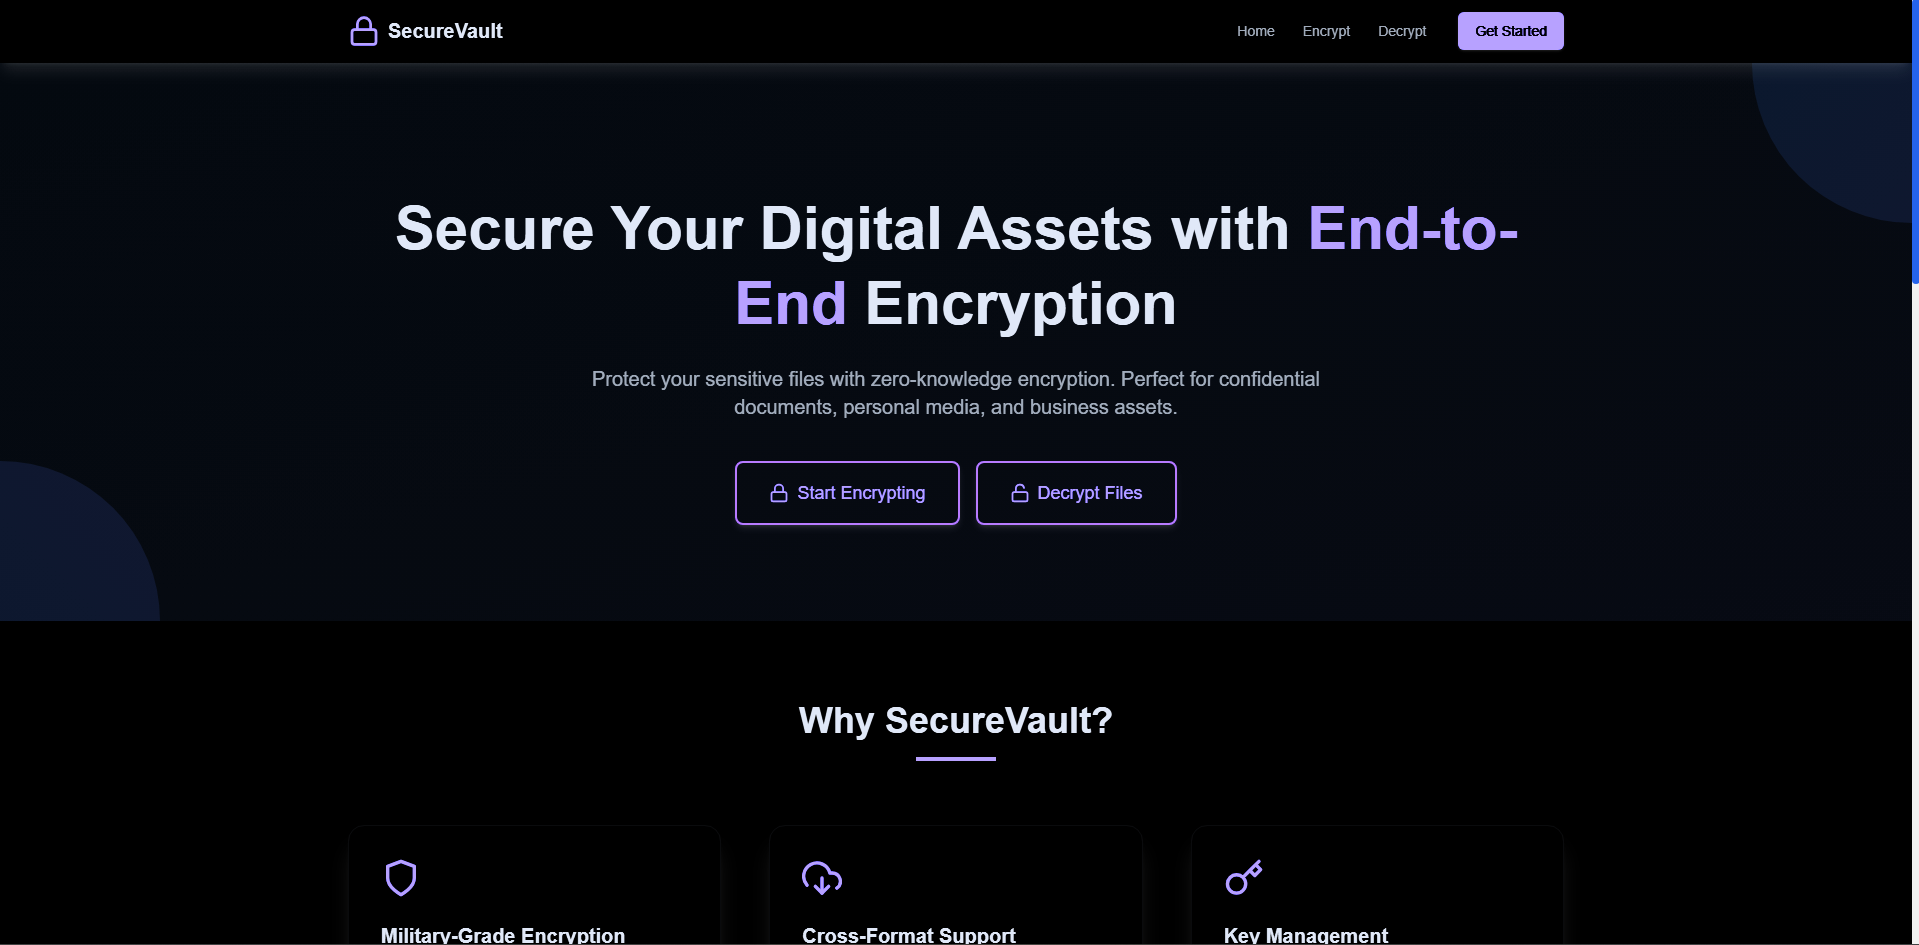 SecureVault
Home Encrypt Decrypt Get Started
Secure Your Digital Assets with End-to-
End Encryption
Protect your sensitive files with zero-knowledge encryption. Perfect for confidential
documents, personal media, and business assets.
Start Encrypting Decrypt Files
Why SecureVault?
Military-Grade Encryption
Cross-Format Support
Key Management